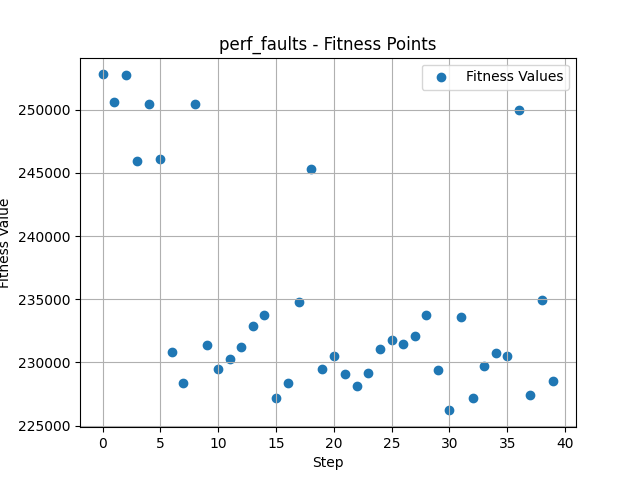 perf_faults - Fitness Points
Fitness Values
250000
245000
240000
235000
230000
225000
Fitness Value
0 5 10 15 20 25 30 35 40
Step